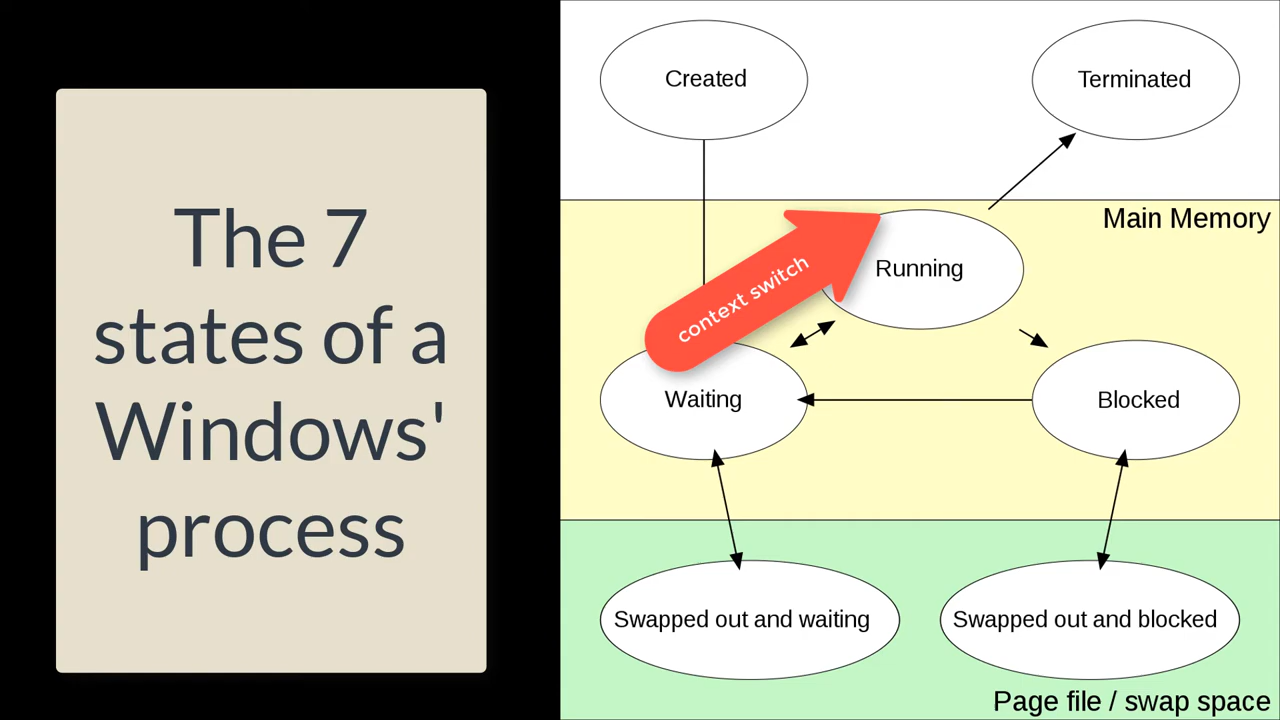 The 7
states of a
Windows'
process
Created
Terminated
Main Memory
Running
context switch
Waiting
Blocked
Swapped out and waiting
Swapped out and blocked
Page file / swap space